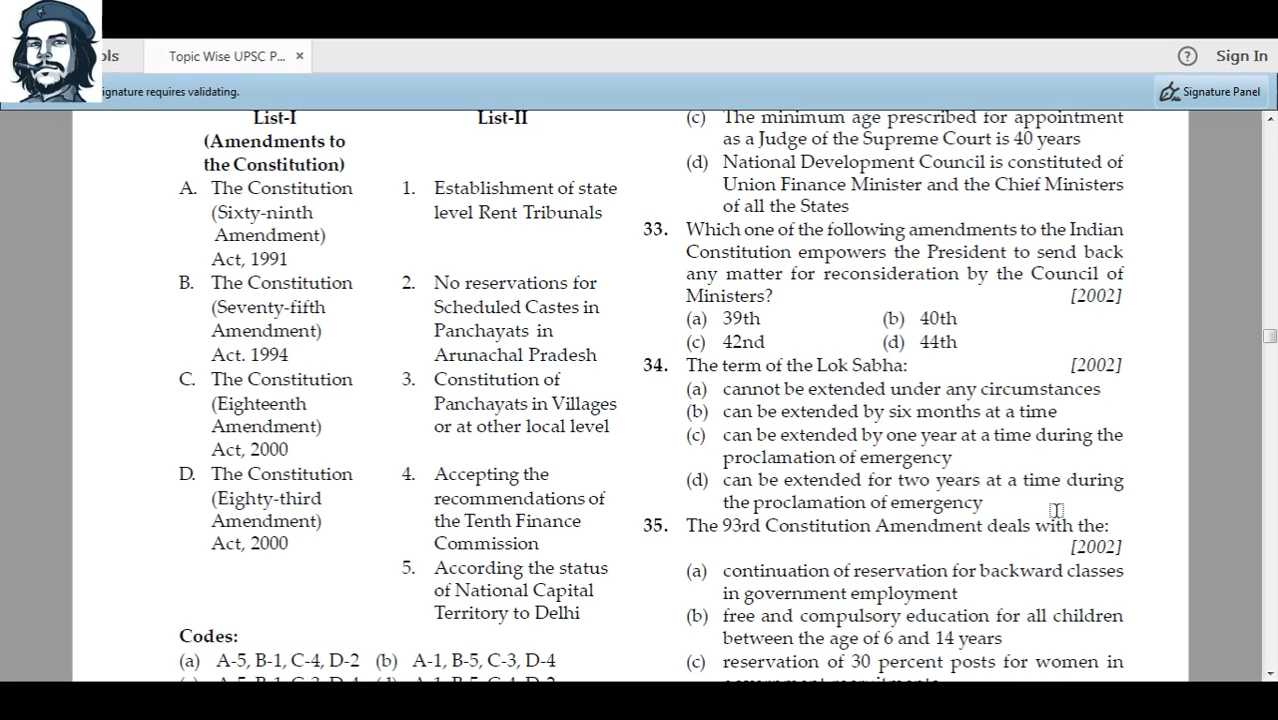 ols
Topic Wise UPSC P... ×
? Sign In
ignature requires validating.
Signature Panel
List-I List-II
(Amendments to
the Constitution)
A. The Constitution 1. Establishment of state
(Sixty-ninth level Rent Tribunals
Amendment)
Act, 1991
B. The Constitution 2. No reservations for
(Seventy-fifth Scheduled Castes in
Amendment) Panchayats in
Act. 1994 Arunachal Pradesh
C. The Constitution 3. Constitution of
(Eighteenth Panchayats in Villages
Amendment) or at other local level
Act, 2000
D. The Constitution 4. Accepting the
(Eighty-third recommendations of
Amendment) the Tenth Finance
Act, 2000 Commission
5. According the status
of National Capital
Territory to Delhi
Codes:
(a) A-5, B-1, C-4, D-2 (b) A-1, B-5, C-3, D-4
(c) The minimum age prescribed for appointment
as a Judge of the Supreme Court is 40 years
(d) National Development Council is constituted of
Union Finance Minister and the Chief Ministers
of all the States
33. Which one of the following amendments to the Indian
Constitution empowers the President to send back
any matter for reconsideration by the Council of
Ministers? [2002]
(a) 39th (b) 40th
(c) 42nd (d) 44th
34. The term of the Lok Sabha: [2002]
(a) cannot be extended under any circumstances
(b) can be extended by six months at a time
(c) can be extended by one year at a time during the
proclamation of emergency
(d) can be extended for two years at a time during
the proclamation of emergency
35. The 93rd Constitution Amendment deals with the:
[2002]
(a) continuation of reservation for backward classes
in government employment
(b) free and compulsory education for all children
between the age of 6 and 14 years
(c) reservation of 30 percent posts for women in